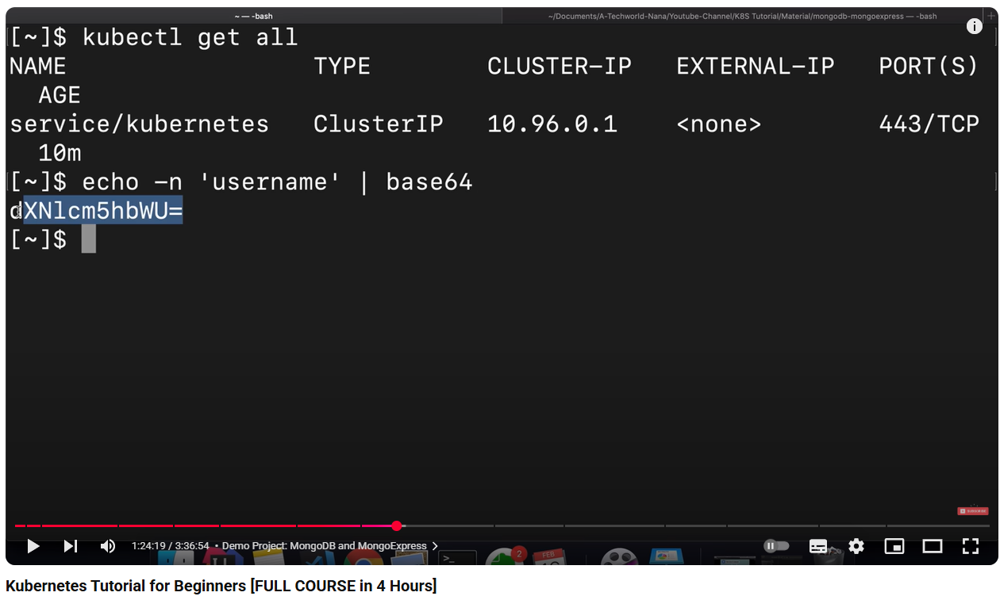 ~ — -bash
~/Documents/A-Techworld-Nana/Youtube-Channel/K8S Tutorial/Material/mongodb-mongoexpress — -bash
[~]$ kubectl get all
NAME TYPE CLUSTER-IP EXTERNAL-IP PORT(S)
AGE
service/kubernetes ClusterIP 10.96.0.1 <none> 443/TCP
10m
[~]$ echo -n 'username' | base64
dXNlcm5hbWU=
[~]$
SUBSCRIBE
1:24:19 / 3:36:54 • Demo Project: MongoDB and MongoExpress >
2
FEB
Kubernetes Tutorial for Beginners [FULL COURSE in 4 Hours]